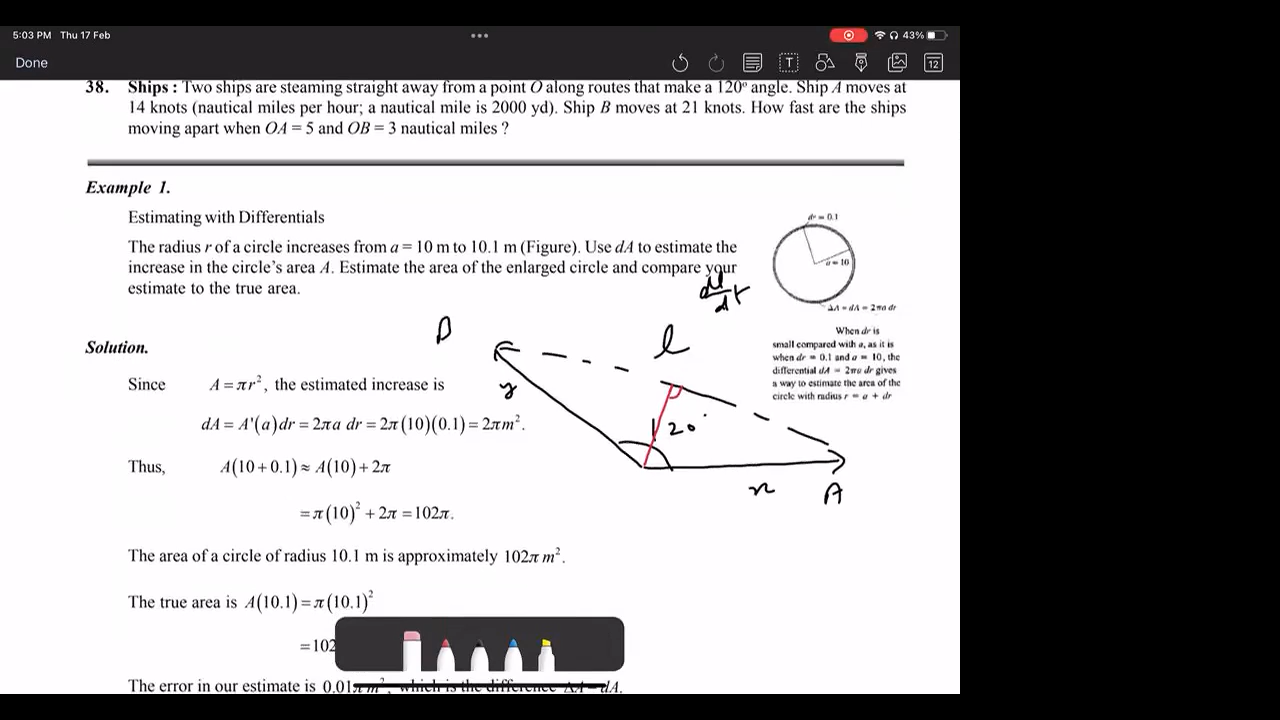 5:03 PM Thu 17 Feb
43%
Done
T
12
38. Ships : Two ships are steaming straight away from a point O along routes that make a 120° angle. Ship A moves at
14 knots (nautical miles per hour; a nautical mile is 2000 yd). Ship B moves at 21 knots. How fast are the ships
moving apart when OA = 5 and OB = 3 nautical miles ?
Example 1.
Estimating with Differentials
The radius r of a circle increases from a = 10 m to 10.1 m (Figure). Use dA to estimate the
increase in the circle's area A. Estimate the area of the enlarged circle and compare your
estimate to the true area.
dr = 0.1
a = 10
ΔA ≈ dA = 2πa dr
When dr is
small compared with a, as it is
when dr = 0.1 and a = 10, the
differential dA = 2πa dr gives
a way to estimate the area of the
circle with radius r = a + dr
dl/dt
B
l
y
120°
x
A
Solution.
Since A = πr², the estimated increase is
dA = A'(a)dr = 2πa dr = 2π(10)(0.1) = 2πm².
Thus, A(10 + 0.1) ≈ A(10) + 2π
= π(10)² + 2π = 102π.
The area of a circle of radius 10.1 m is approximately 102π m².
The true area is A(10.1) = π(10.1)²
= 102
The error in our estimate is 0.01π m², which is the difference ΔA − dA.